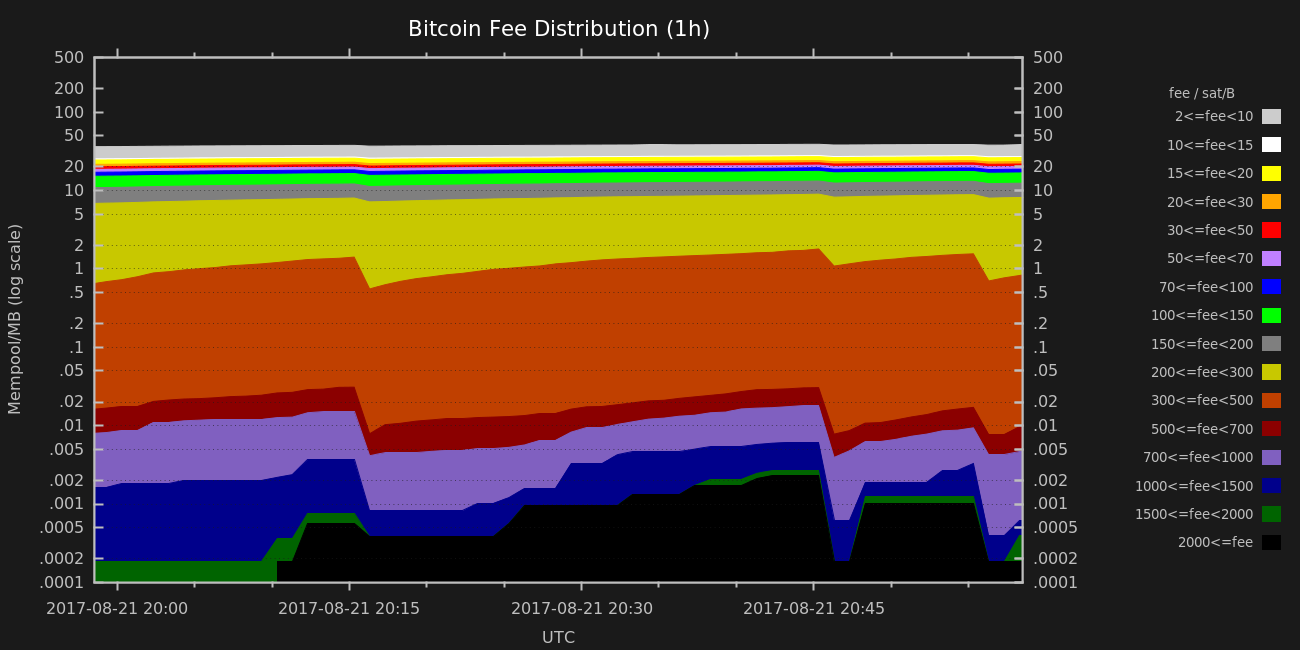 Bitcoin Fee Distribution (1h)
Mempool/MB (log scale)
500
200
100
50
20
10
5
2
1
.5
.2
.1
.05
.02
.01
.005
.002
.001
.0005
.0002
.0001
500
200
100
50
20
10
5
2
1
.5
.2
.1
.05
.02
.01
.005
.002
.001
.0005
.0002
.0001
2017-08-21 20:00 2017-08-21 20:15 2017-08-21 20:30 2017-08-21 20:45
UTC
fee / sat/B
2<=fee<10
10<=fee<15
15<=fee<20
20<=fee<30
30<=fee<50
50<=fee<70
70<=fee<100
100<=fee<150
150<=fee<200
200<=fee<300
300<=fee<500
500<=fee<700
700<=fee<1000
1000<=fee<1500
1500<=fee<2000
2000<=fee